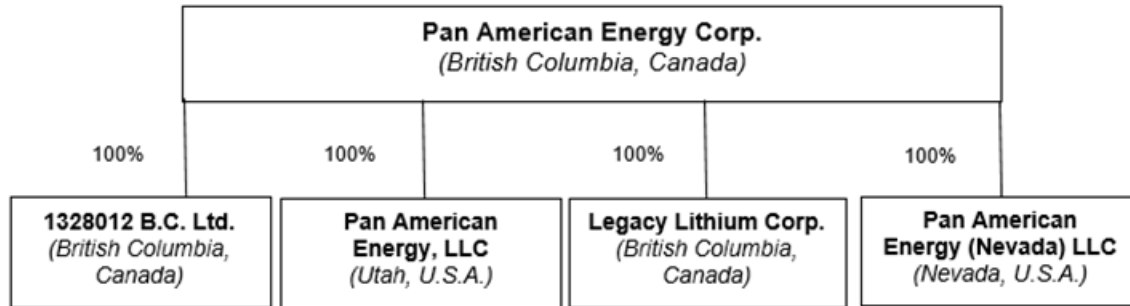 Pan American Energy Corp.
(British Columbia, Canada)
100%
100%
100%
100%
1328012 B.C. Ltd.
(British Columbia,
Canada)
Pan American
Energy, LLC
(Utah, U.S.A.)
Legacy Lithium Corp.
(British Columbia,
Canada)
Pan American
Energy (Nevada) LLC
(Nevada, U.S.A.)